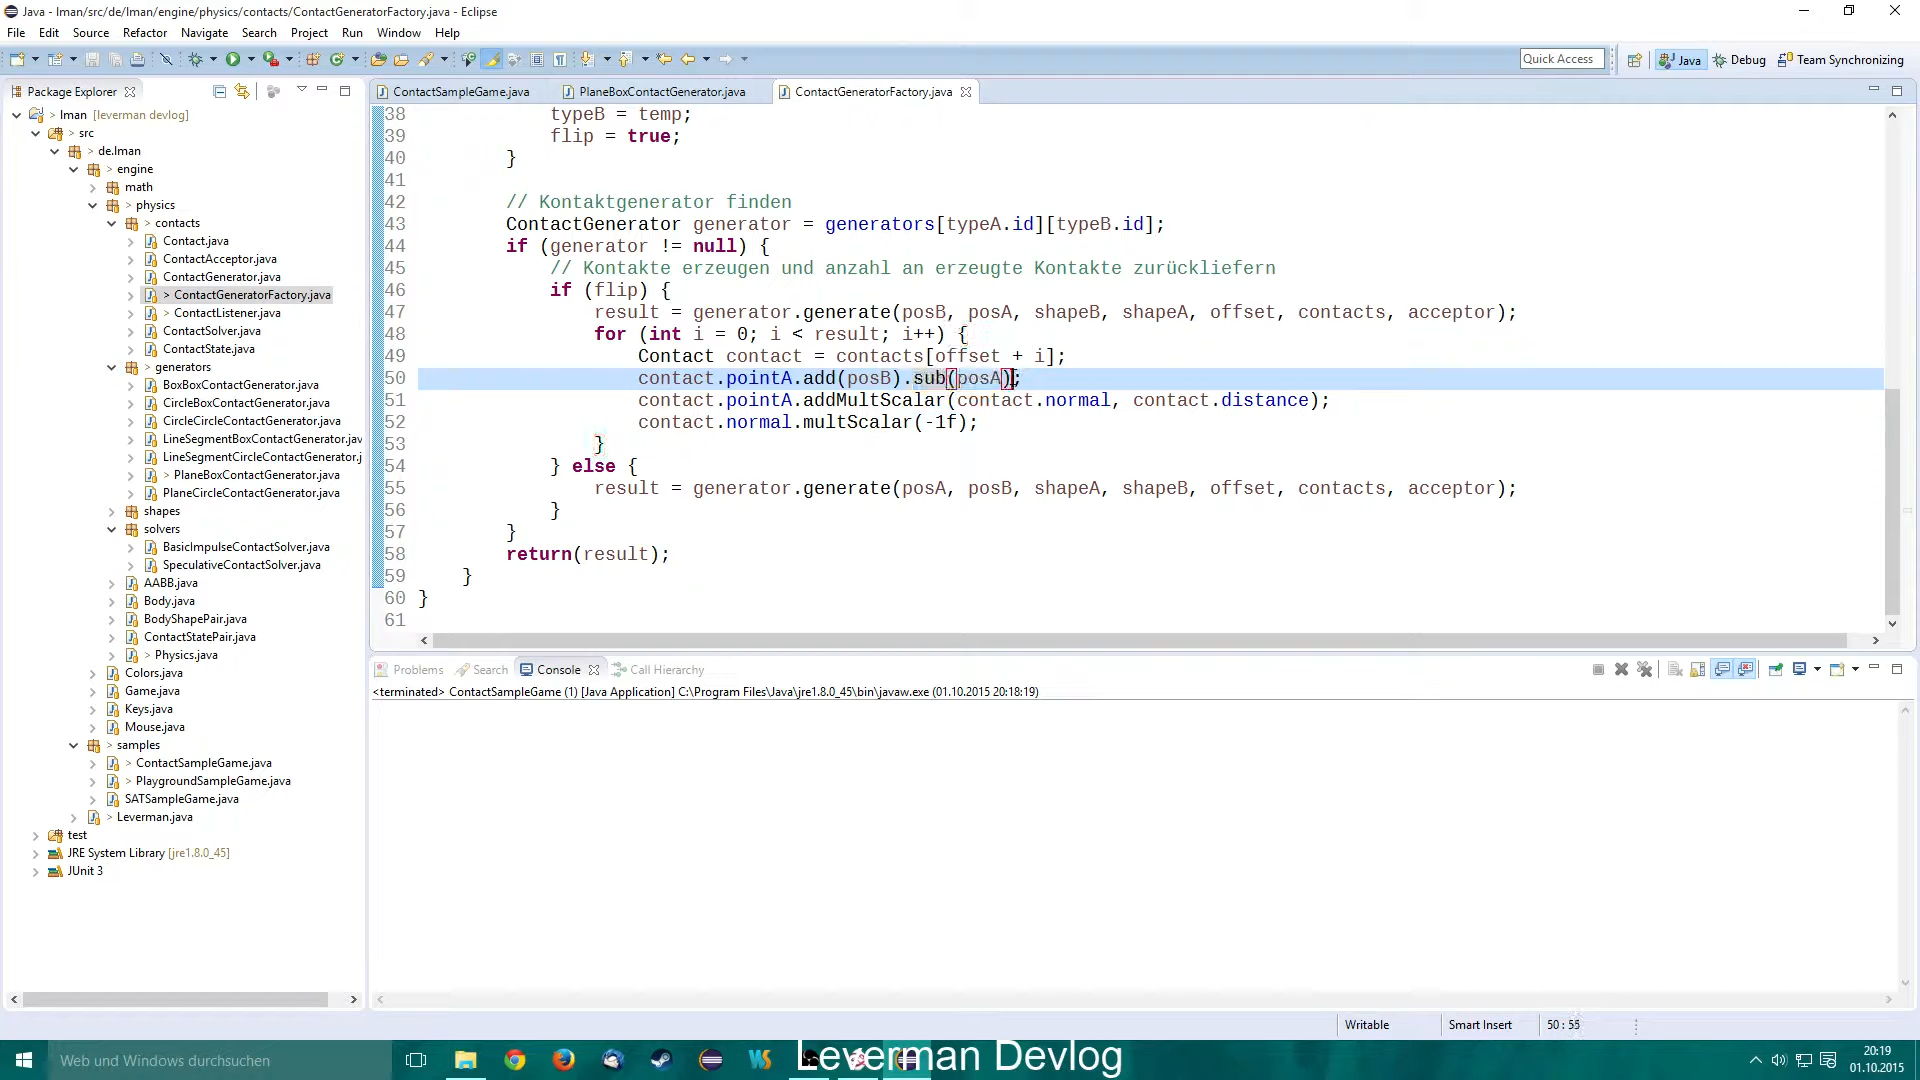 Java - lman/src/de/lman/engine/physics/contacts/ContactGeneratorFactory.java - Eclipse
File Edit Source Refactor Navigate Search Project Run Window Help
Quick Access
Java
Debug
Team Synchronizing
Package Explorer
ContactSampleGame.java
PlaneBoxContactGenerator.java
ContactGeneratorFactory.java
> lman [leverman devlog]
> src
> de.lman
> engine
math
> physics
> contacts
Contact.java
ContactAcceptor.java
ContactGenerator.java
> ContactGeneratorFactory.java
> ContactListener.java
ContactSolver.java
ContactState.java
> generators
BoxBoxContactGenerator.java
CircleBoxContactGenerator.java
CircleCircleContactGenerator.java
LineSegmentBoxContactGenerator.jav
LineSegmentCircleContactGenerator.j
> PlaneBoxContactGenerator.java
PlaneCircleContactGenerator.java
shapes
solvers
BasicImpulseContactSolver.java
SpeculativeContactSolver.java
AABB.java
Body.java
BodyShapePair.java
ContactStatePair.java
> Physics.java
Colors.java
Game.java
Keys.java
Mouse.java
> samples
> ContactSampleGame.java
> PlaygroundSampleGame.java
SATSampleGame.java
> Leverman.java
test
JRE System Library [jre1.8.0_45]
JUnit 3
38 typeB = temp;
39 flip = true;
40 }
41
42 // Kontaktgenerator finden
43 ContactGenerator generator = generators[typeA.id][typeB.id];
44 if (generator != null) {
45 // Kontakte erzeugen und anzahl an erzeugte Kontakte zurückliefern
46 if (flip) {
47 result = generator.generate(posB, posA, shapeB, shapeA, offset, contacts, acceptor);
48 for (int i = 0; i < result; i++) {
49 Contact contact = contacts[offset + i];
50 contact.pointA.add(posB).sub(posA);
51 contact.pointA.addMultScalar(contact.normal, contact.distance);
52 contact.normal.multScalar(-1f);
53 }
54 } else {
55 result = generator.generate(posA, posB, shapeA, shapeB, offset, contacts, acceptor);
56 }
57 }
58 return(result);
59 }
60 }
61
Problems
Search
Console
Call Hierarchy
<terminated> ContactSampleGame (1) [Java Application] C:\Program Files\Java\jre1.8.0_45\bin\javaw.exe (01.10.2015 20:18:19)
Writable
Smart Insert
50 : 55
Web und Windows durchsuchen
Leverman Devlog
20:19
01.10.2015